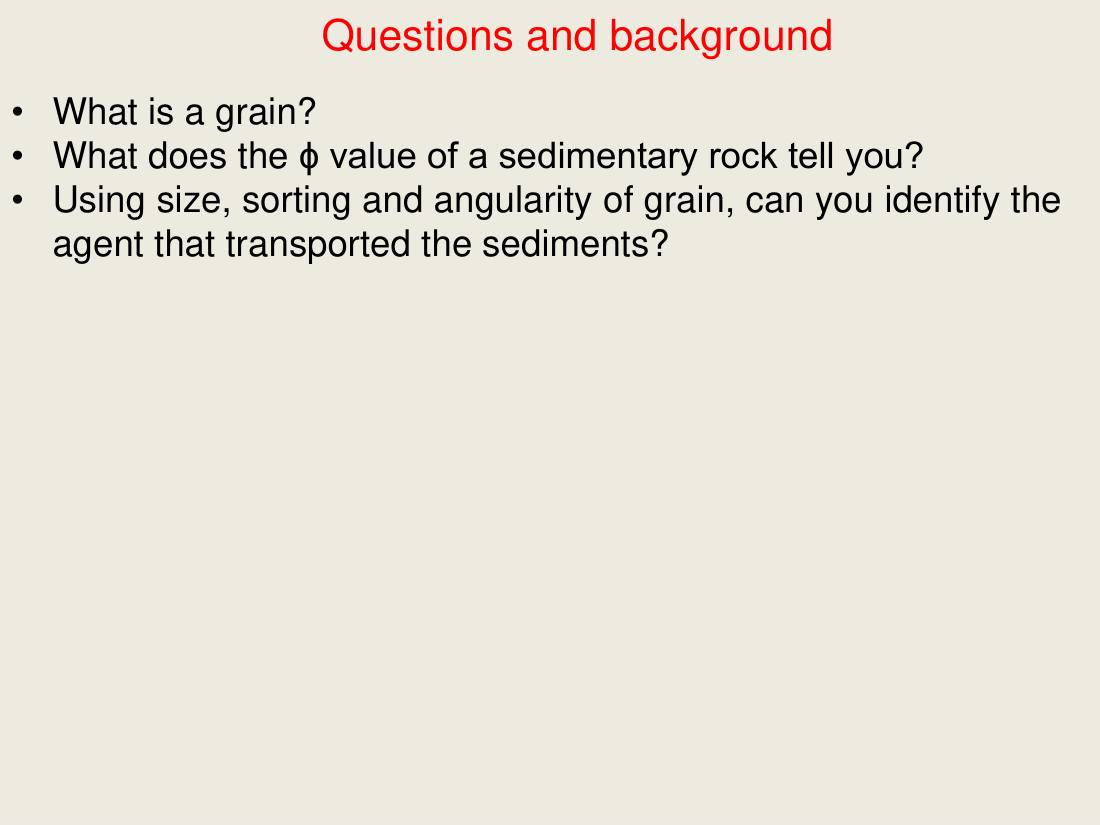 Questions and background
• What is a grain?
• What does the ϕ value of a sedimentary rock tell you?
• Using size, sorting and angularity of grain, can you identify the
agent that transported the sediments?